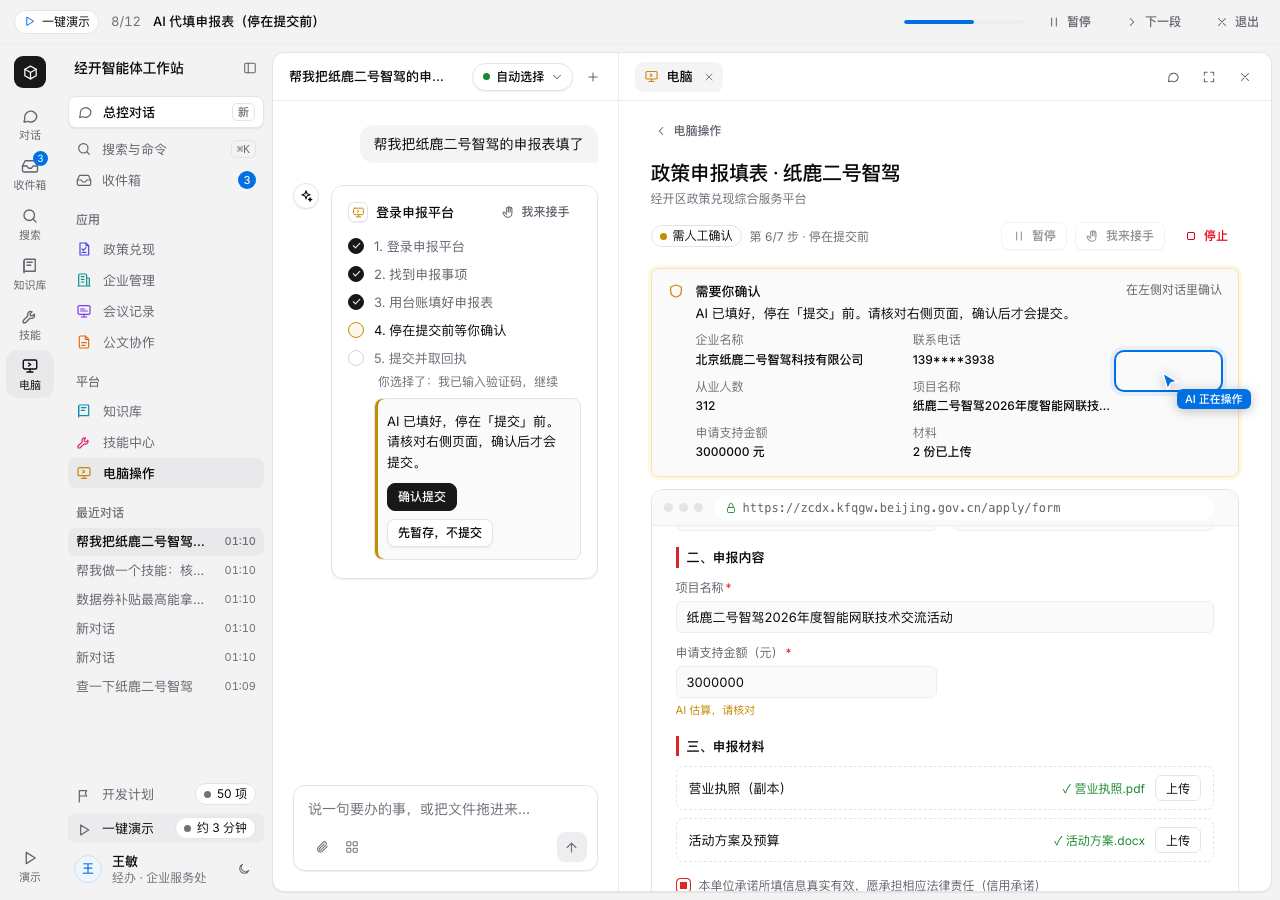 一键演示
8/12
AI 代填申报表（停在提交前）
暂停
下一段
退出
对话
3
收件箱
搜索
知识库
技能
电脑
演示
经开智能体工作站
总控对话
新
搜索与命令
⌘K
收件箱
3
应用
政策兑现
企业管理
会议记录
公文协作
平台
知识库
技能中心
电脑操作
最近对话
帮我把纸鹿二号智驾... 01:10
帮我做一个技能：核... 01:10
数据券补贴最高能拿... 01:10
新对话 01:10
新对话 01:10
查一下纸鹿二号智驾 01:09
开发计划 50 项
一键演示 约 3 分钟
王
王敏
经办 · 企业服务处
帮我把纸鹿二号智驾的申...
自动选择
帮我把纸鹿二号智驾的申报表填了
登录申报平台
我来接手
1. 登录申报平台
2. 找到申报事项
3. 用台账填好申报表
4. 停在提交前等你确认
5. 提交并取回执
你选择了：我已输入验证码，继续
AI 已填好，停在「提交」前。
请核对右侧页面，确认后才会
提交。
确认提交
先暂存，不提交
说一句要办的事，或把文件拖进来...
电脑
电脑操作
政策申报填表 · 纸鹿二号智驾
经开区政策兑现综合服务平台
需人工确认
第 6/7 步 · 停在提交前
暂停
我来接手
停止
需要你确认
在左侧对话里确认
AI 已填好，停在「提交」前。请核对右侧页面，确认后才会提交。
企业名称
北京纸鹿二号智驾科技有限公司
联系电话
139****3938
从业人数
312
项目名称
纸鹿二号智驾2026年度智能网联技...
申请支持金额
3000000 元
材料
2 份已上传
AI 正在操作
https://zcdx.kfqgw.beijing.gov.cn/apply/form
二、申报内容
项目名称 *
纸鹿二号智驾2026年度智能网联技术交流活动
申请支持金额（元） *
3000000
AI 估算，请核对
三、申报材料
营业执照（副本）
✓ 营业执照.pdf
上传
活动方案及预算
✓ 活动方案.docx
上传
本单位承诺所填信息真实有效，愿承担相应法律责任（信用承诺）